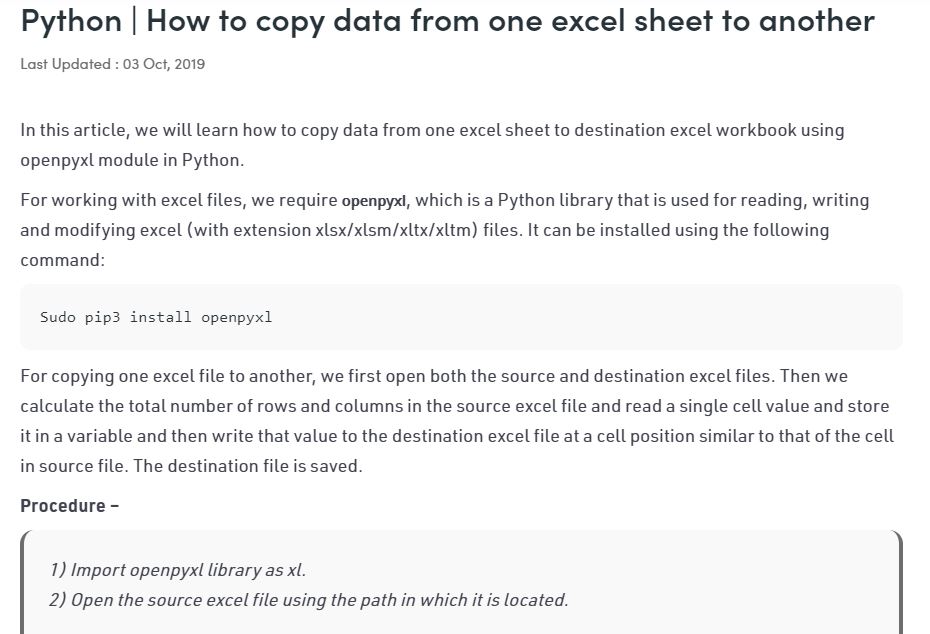 Python | How to copy data from one excel sheet to another
Last Updated : 03 Oct, 2019
In this article, we will learn how to copy data from one excel sheet to destination excel workbook using
openpyxl module in Python.
For working with excel files, we require openpyxl, which is a Python library that is used for reading, writing
and modifying excel (with extension xlsx/xlsm/xltx/xltm) files. It can be installed using the following
command:
Sudo pip3 install openpyxl
For copying one excel file to another, we first open both the source and destination excel files. Then we
calculate the total number of rows and columns in the source excel file and read a single cell value and store
it in a variable and then write that value to the destination excel file at a cell position similar to that of the cell
in source file. The destination file is saved.
Procedure –
1) Import openpyxl library as xl.
2) Open the source excel file using the path in which it is located.